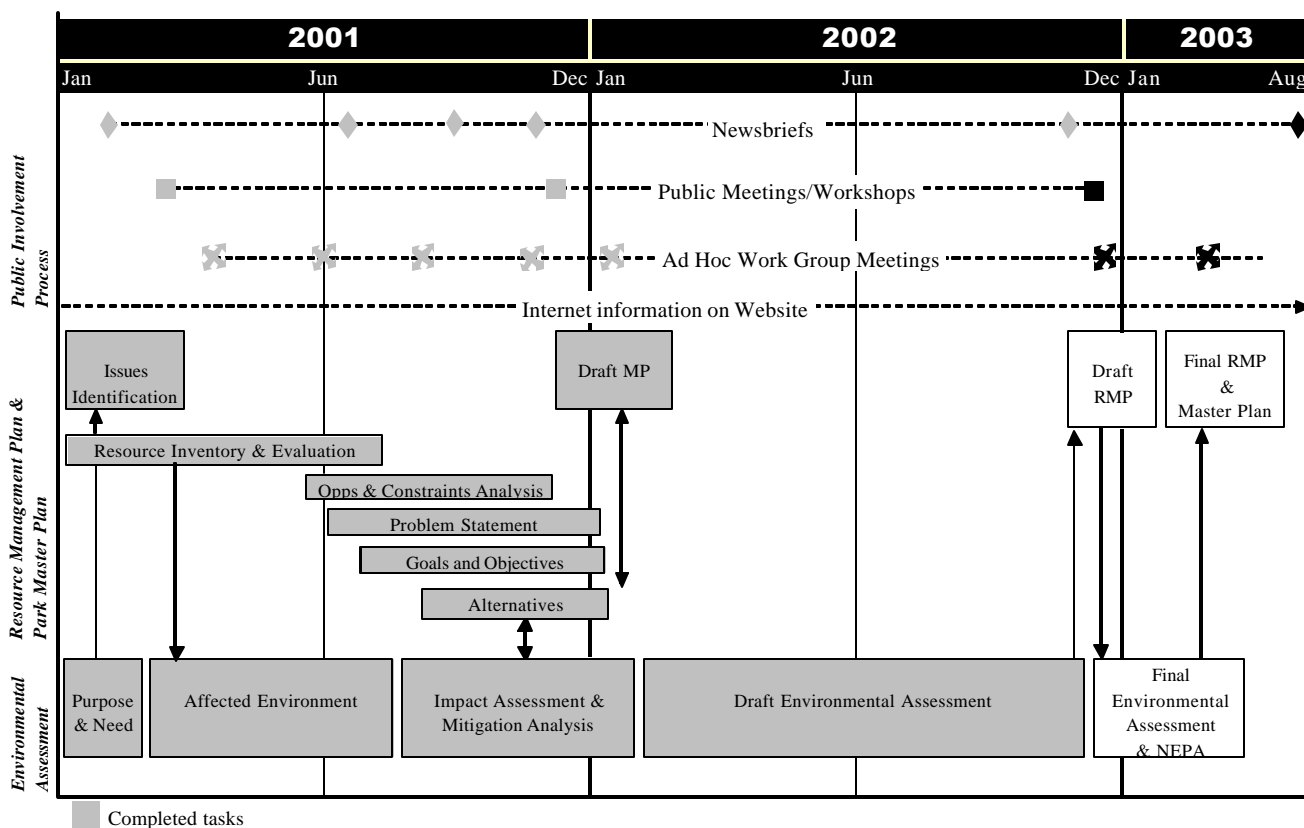 2001 2002 2003
Jan Jun Dec Jan Jun Dec Jan Aug
Public Involvement
Process
Newsbriefs
Public Meetings/Workshops
Ad Hoc Work Group Meetings
Internet information on Website
Resource Management Plan &
Park Master Plan
Issues
Identification
Draft MP
Draft
RMP
Final RMP
&
Master Plan
Resource Inventory & Evaluation
Opps & Constraints Analysis
Problem Statement
Goals and Objectives
Alternatives
Environmental
Assessment
Purpose
& Need
Affected Environment
Impact Assessment &
Mitigation Analysis
Draft Environmental Assessment
Final
Environmental
Assessment
& NEPA
Completed tasks